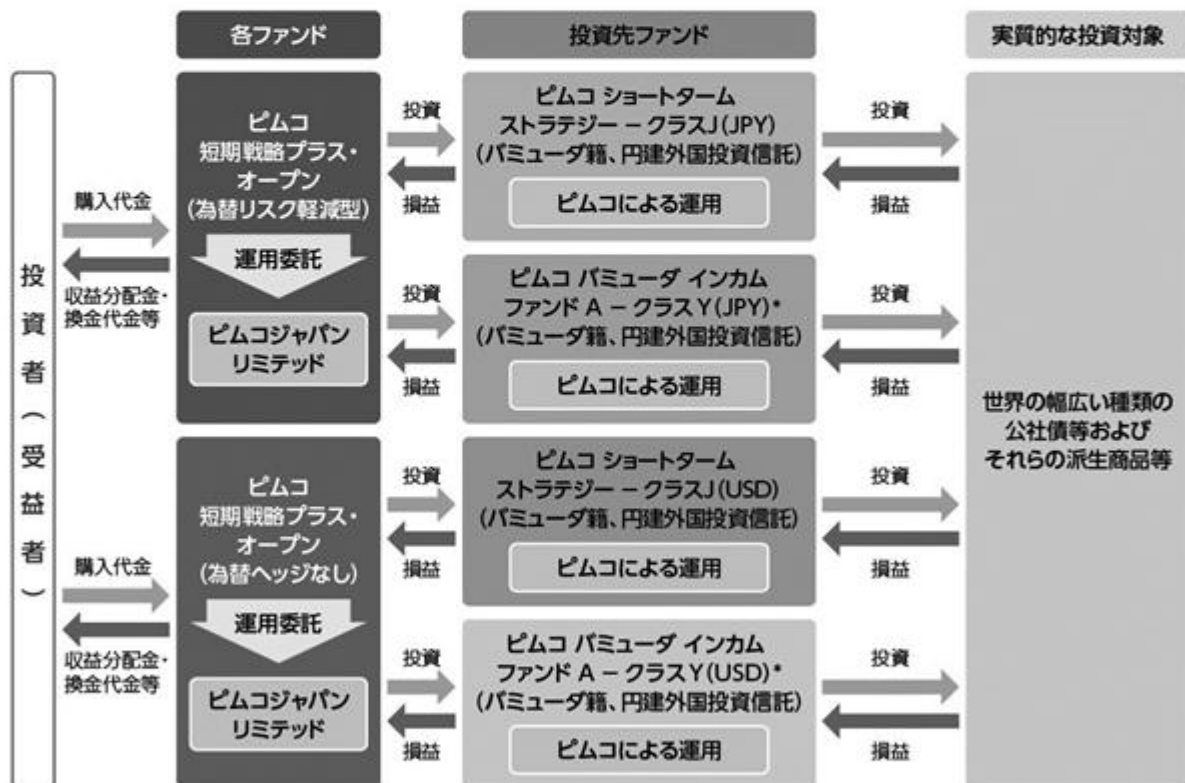 各ファンド
投資先ファンド
実質的な投資対象
投資者(受益者)
購入代金
収益分配金・
換金代金等
ピムコ
短期戦略プラス・
オープン
(為替リスク軽減型)
運用委託
ピムコジャパン
リミテッド
投資
損益
ピムコ ショートターム
ストラテジー − クラスJ(JPY)
(バミューダ籍、円建外国投資信託)
ピムコによる運用
投資
損益
投資
損益
ピムコ バミューダ インカム
ファンド A − クラスY(JPY)*
(バミューダ籍、円建外国投資信託)
ピムコによる運用
投資
損益
購入代金
収益分配金・
換金代金等
ピムコ
短期戦略プラス・
オープン
(為替ヘッジなし)
運用委託
ピムコジャパン
リミテッド
投資
損益
ピムコ ショートターム
ストラテジー − クラスJ(USD)
(バミューダ籍、円建外国投資信託)
ピムコによる運用
投資
損益
投資
損益
ピムコ バミューダ インカム
ファンド A − クラスY(USD)*
(バミューダ籍、円建外国投資信託)
ピムコによる運用
投資
損益
世界の幅広い種類の
公社債等および
それらの派生商品等